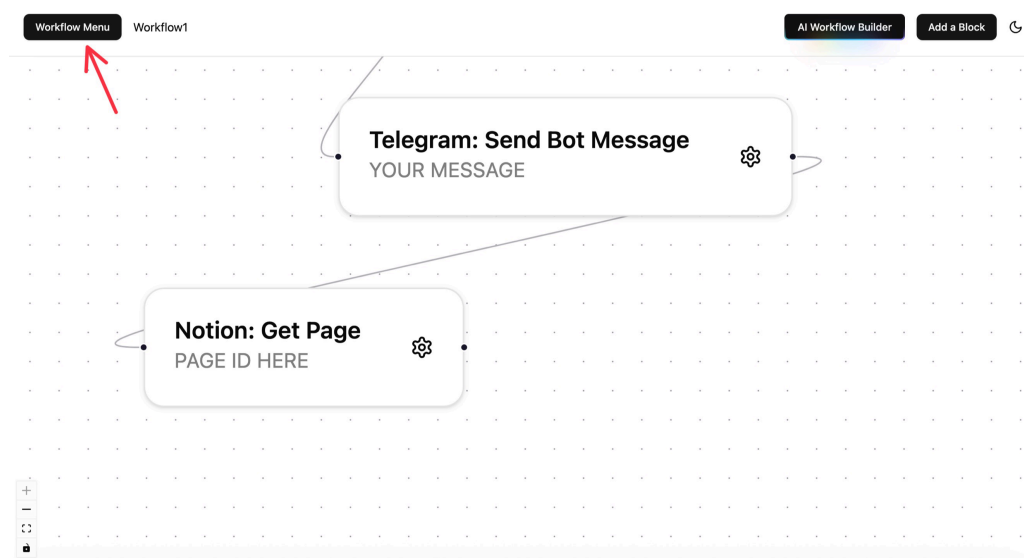 Workflow Menu
Workflow1
AI Workflow Builder
Add a Block
Telegram: Send Bot Message
YOUR MESSAGE
Notion: Get Page
PAGE ID HERE